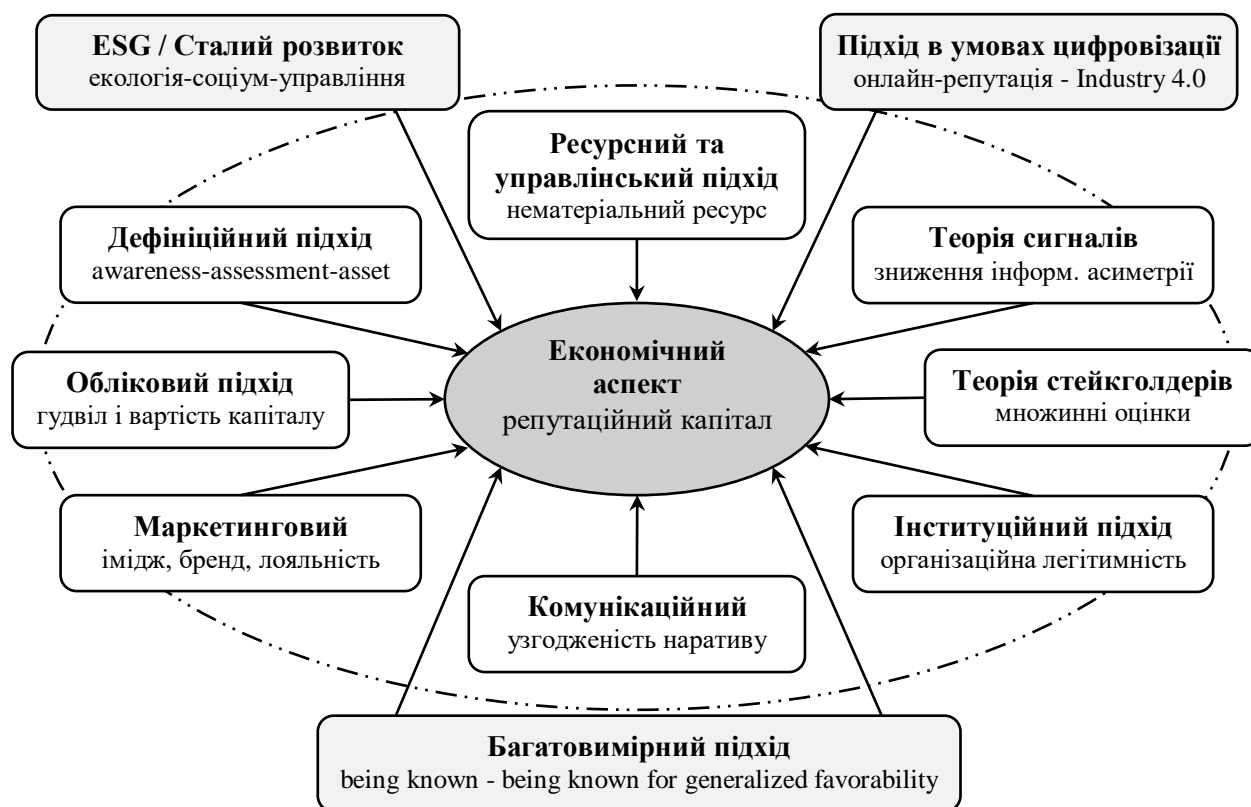 ESG / Сталий розвиток
екологія-соціум-управління
Підхід в умовах цифровізації
онлайн-репутація - Industry 4.0
Ресурсний та
управлінський підхід
нематеріальний ресурс
Дефініційний підхід
awareness-assessment-asset
Теорія сигналів
зниження інформ. асиметрії
Економічний
аспект
репутаційний капітал
Обліковий підхід
гудвіл і вартість капіталу
Теорія стейкголдерів
множинні оцінки
Маркетинговий
імідж, бренд, лояльність
Інституційний підхід
організаційна легітимність
Комунікаційний
узгодженість наративу
Багатовимірний підхід
being known - being known for generalized favorability